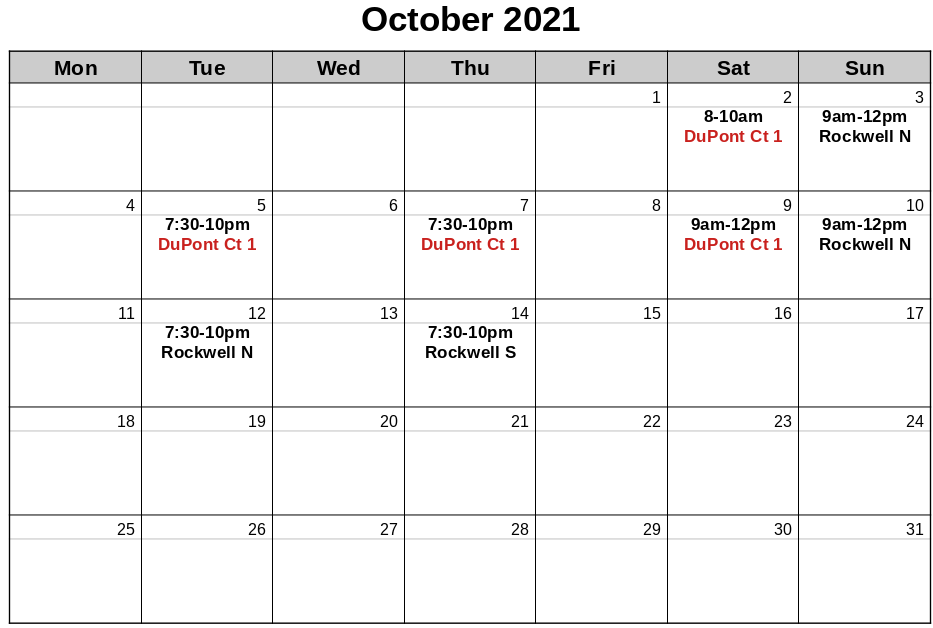 October 2021
Mon Tue Wed Thu Fri Sat Sun
1 2 3
8-10am 9am-12pm
DuPont Ct 1 Rockwell N
4 5 6 7 8 9 10
7:30-10pm 7:30-10pm 9am-12pm 9am-12pm
DuPont Ct 1 DuPont Ct 1 DuPont Ct 1 Rockwell N
11 12 13 14 15 16 17
7:30-10pm 7:30-10pm
Rockwell N Rockwell S
18 19 20 21 22 23 24
25 26 27 28 29 30 31